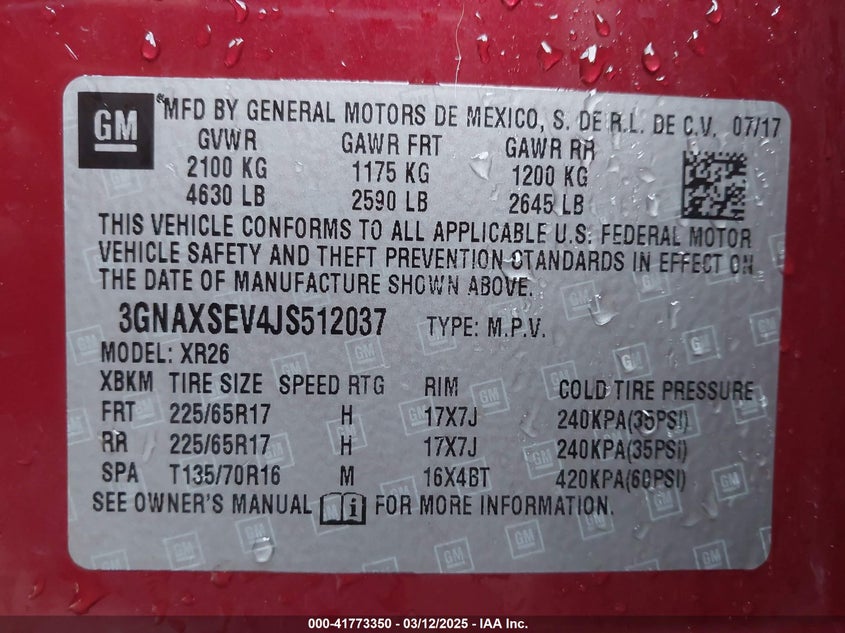 GM
MFD BY GENERAL MOTORS DE MEXICO, S. DE R.L. DE C.V. 07/17
GVWR GAWR FRT GAWR RR
2100 KG 1175 KG 1200 KG
4630 LB 2590 LB 2645 LB
THIS VEHICLE CONFORMS TO ALL APPLICABLE U.S. FEDERAL MOTOR
VEHICLE SAFETY AND THEFT PREVENTION STANDARDS IN EFFECT ON
THE DATE OF MANUFACTURE SHOWN ABOVE.
3GNAXSEV4JS512037 TYPE: M.P.V.
MODEL: XR26
XBKM TIRE SIZE SPEED RTG RIM COLD TIRE PRESSURE
FRT 225/65R17 H 17X7J 240KPA(35PSI)
RR 225/65R17 H 17X7J 240KPA(35PSI)
SPA T135/70R16 M 16X4BT 420KPA(60PSI)
SEE OWNER'S MANUAL i FOR MORE INFORMATION.
000-41773350 - 03/12/2025 - IAA Inc.